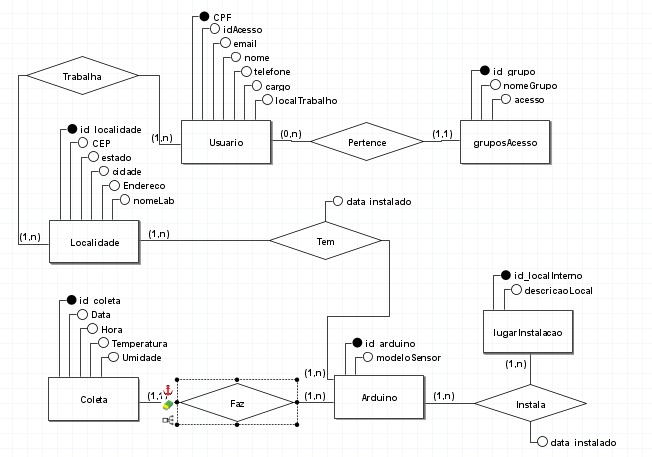 CPF
idAcesso
email
nome
telefone
cargo
localTrabalho
Trabalha
(1,n)
Usuario
(0,n)
Pertence
(1,1)
id_grupo
nomeGrupo
acesso
gruposAcesso
id_localidade
CEP
estado
cidade
Endereco
nomeLab
(1,n)
Localidade
(1,n)
data instalado
Tem
id_coleta
Data
Hora
Temperatura
Umidade
Coleta
Faz
(1,n)
(1,n)
id_arduino
modeloSensor
Arduino
(1,n)
id_localInterno
descricaoLocal
lugarInstalacao
(1,n)
Instala
data instalado